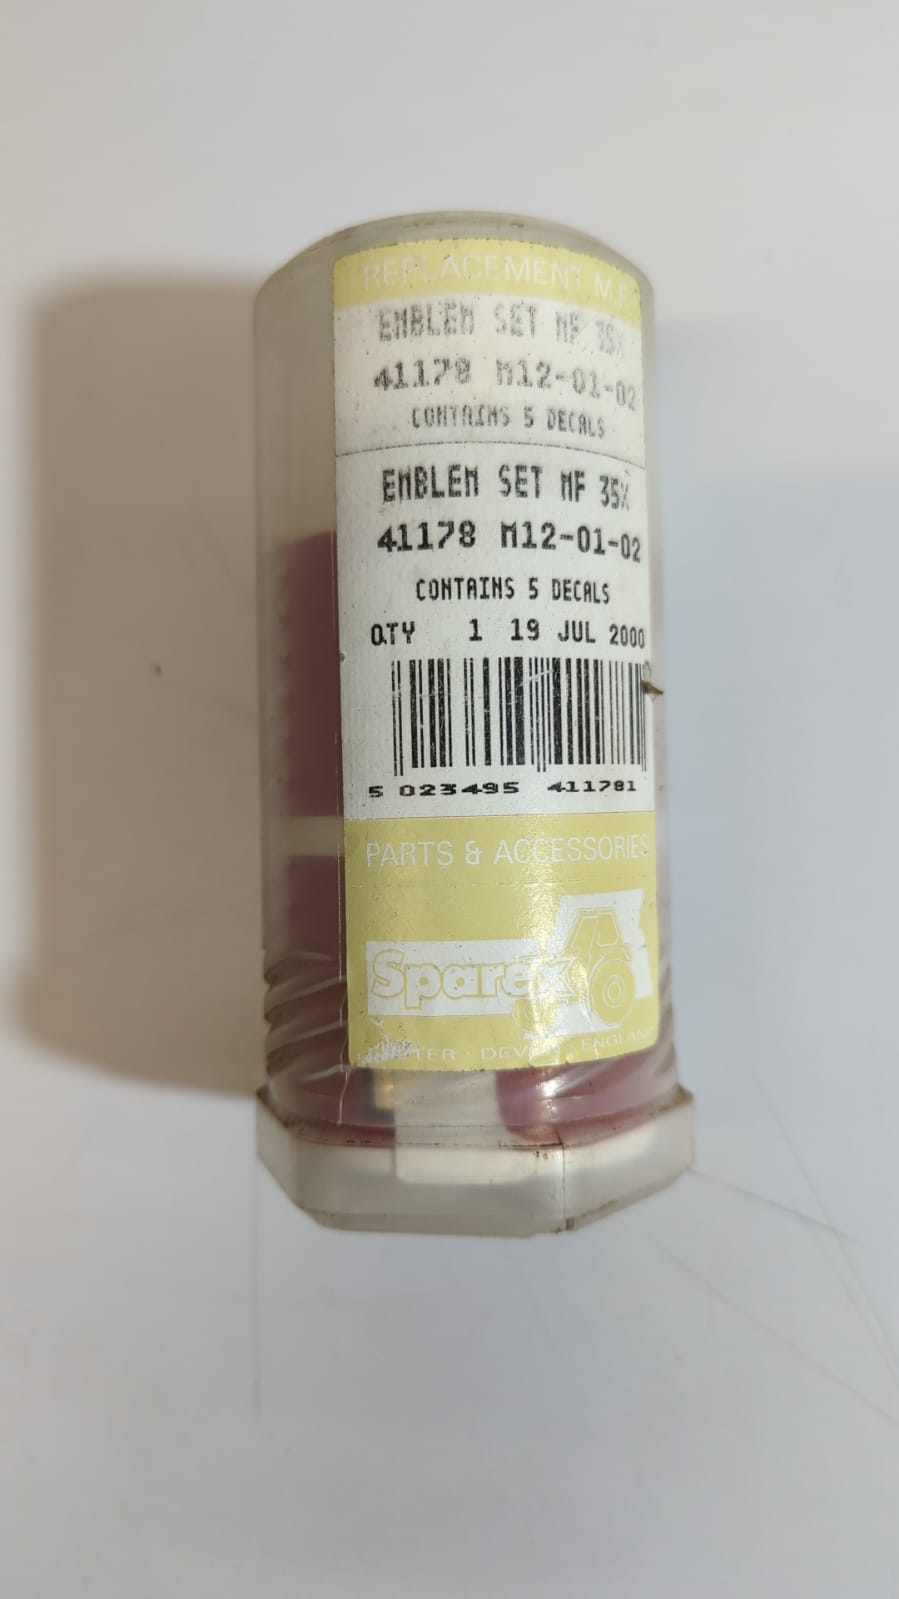 REPLACEMENT M.F.
EMBLEM SET MF 35X
41178 M12-01-02
CONTAINS 5 DECALS
EMBLEM SET MF 35X
41178 M12-01-02
CONTAINS 5 DECALS
QTY 1 19 JUL 2000
5 023495 411781
PARTS & ACCESSORIES
Sparex
ENGLAND